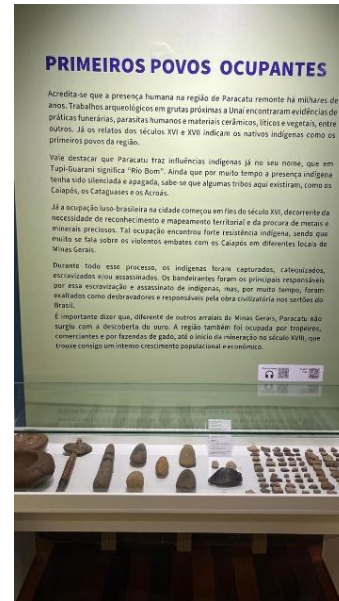 PRIMEIROS POVOS OCUPANTES
Acredita-se que a presença humana na região de Paracatu remonte há milhares de
anos. Trabalhos arqueológicos em grutas próximas a Unaí encontraram evidências de
práticas funerárias, parasitas humanos e materiais cerâmicos, líticos e vegetais, entre
outros. Já os relatos dos séculos XVI e XVII indicam os nativos indígenas como os
primeiros povos da região.
Vale destacar que Paracatu traz influências indígenas já no seu nome, que em
Tupi-Guarani significa "Rio Bom". Ainda que por muito tempo a presença indígena
tenha sido silenciada e apagada, sabe-se que algumas tribos aqui existiram, como os
Caiapós, os Cataguases e os Acroás.
Já a ocupação luso-brasileira na cidade começou em fins do século XVI, decorrente da
necessidade de reconhecimento e mapeamento territorial e da procura de metais e
minerais preciosos. Tal ocupação encontrou forte resistência indígena, sendo que
muito se fala sobre os violentos embates com os Caiapós em diferentes locais de
Minas Gerais.
Durante todo esse processo, os indígenas foram capturados, catequizados,
escravizados e/ou assassinados. Os bandeirantes foram os principais responsáveis
por essa escravização e assassinato de indígenas, mas, por muito tempo, foram
exaltados como desbravadores e responsáveis pela obra civilizatória nos sertões do
Brasil.
É importante dizer que, diferente de outros arraiais de Minas Gerais, Paracatu não
surgiu com a descoberta do ouro. A região também foi ocupada por tropeiros,
comerciantes e por fazendas de gado, até o início da mineração no século XVIII, que
trouxe consigo um intenso crescimento populacional e econômico.